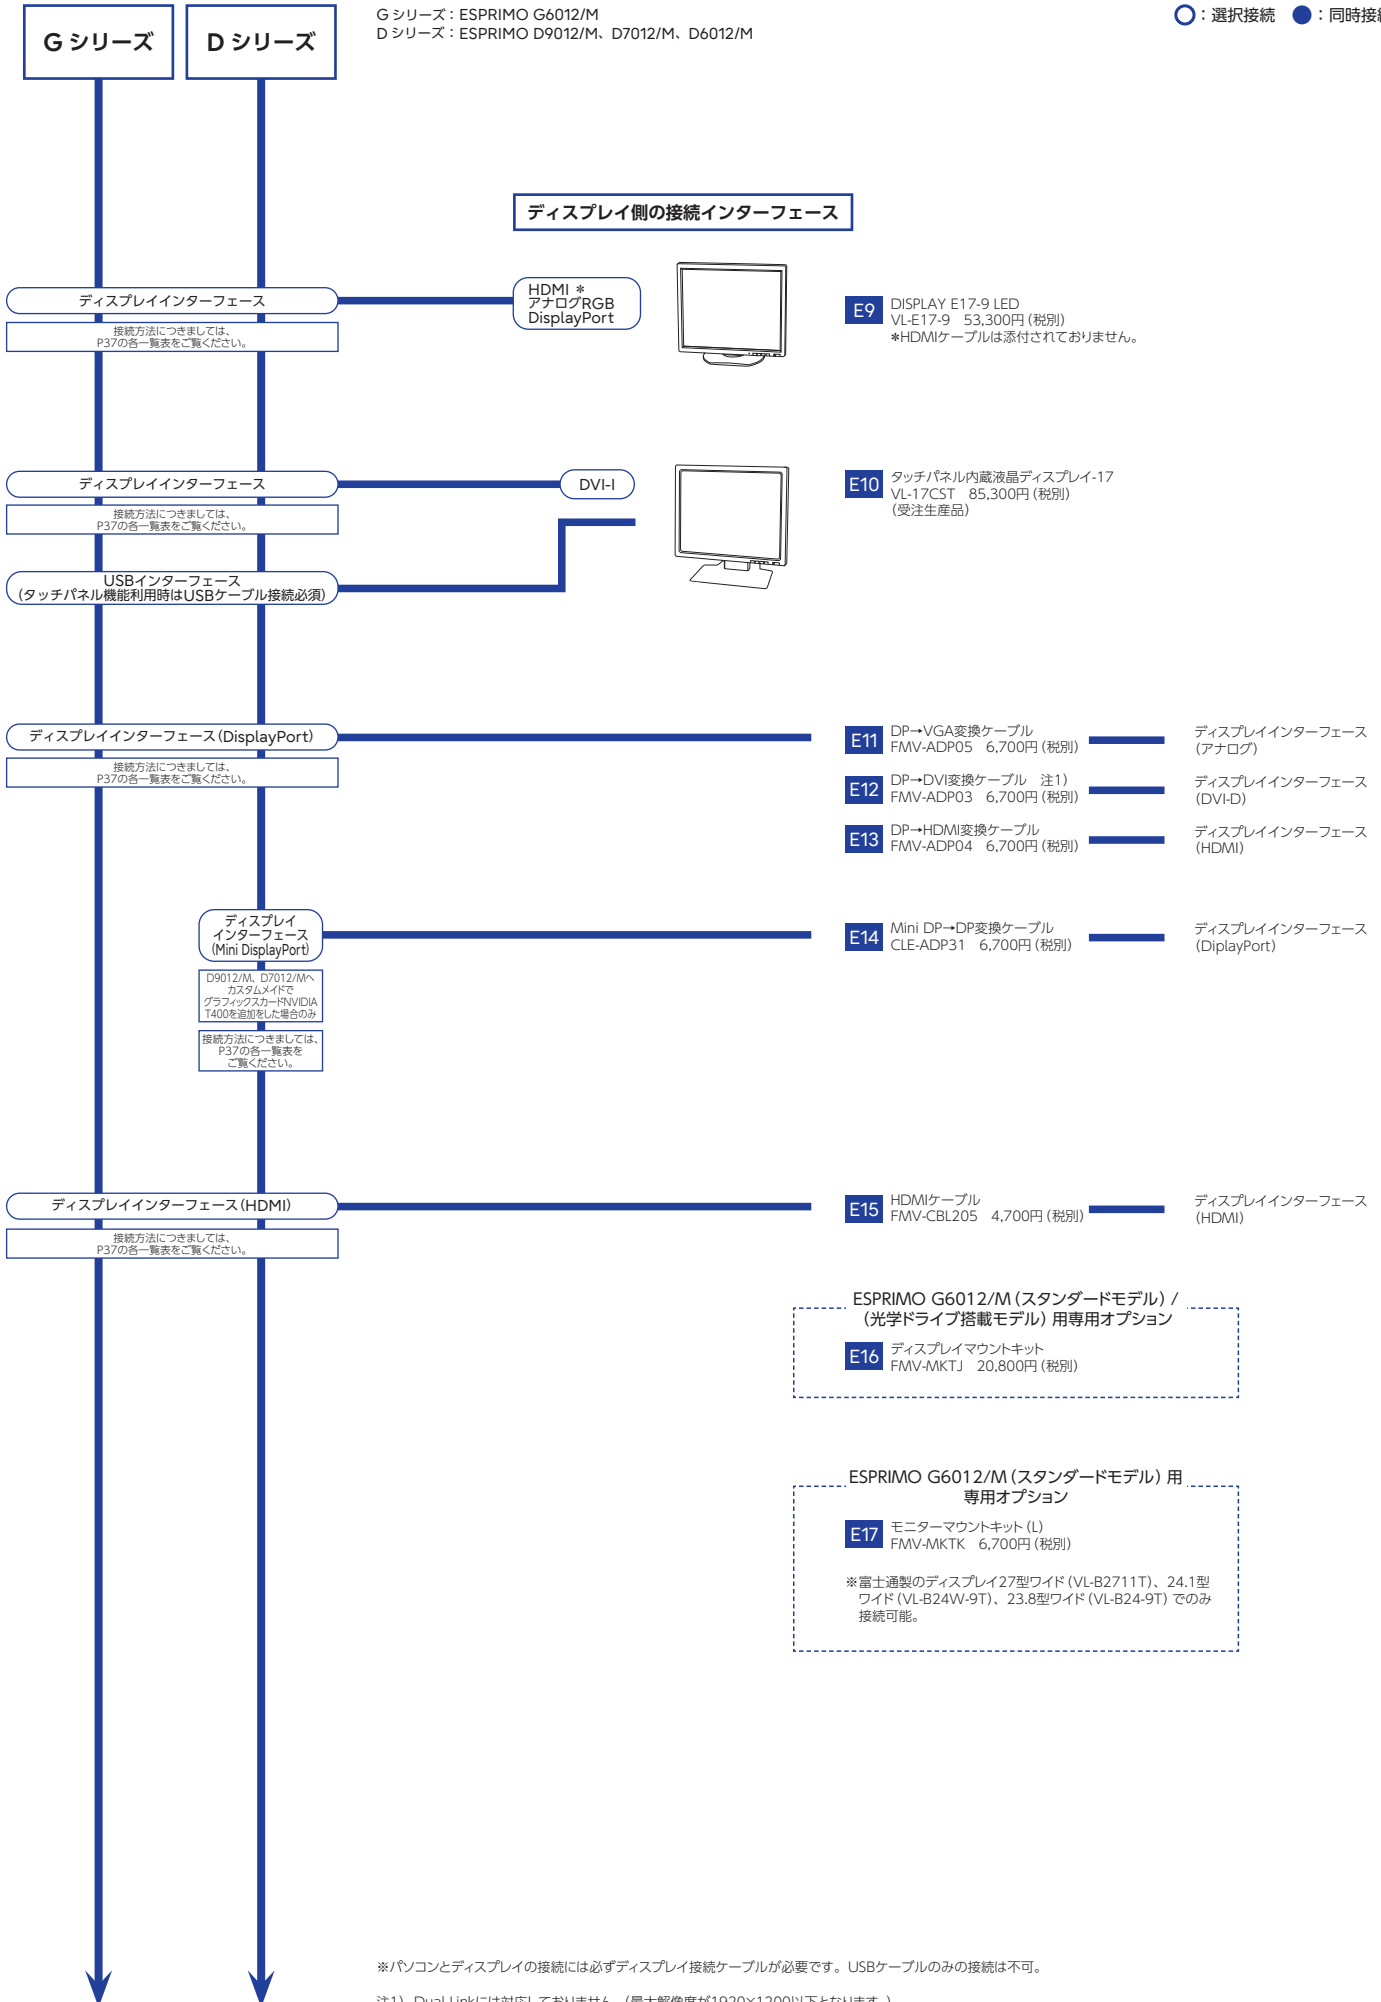 G シリーズ
D シリーズ
G シリーズ：ESPRIMO G6012/M
D シリーズ：ESPRIMO D9012/M、D7012/M、D6012/M
：選択接続
：同時接
ディスプレイ側の接続インターフェース
ディスプレイインターフェース
接続方法につきましては、
P37の各一覧表をご覧ください。
HDMI ＊
アナログRGB
DisplayPort
E9
DISPLAY E17-9 LED
VL-E17-9　53,300円（税別）
＊HDMIケーブルは添付されておりません。
ディスプレイインターフェース
接続方法につきましては、
P37の各一覧表をご覧ください。
DVI-I
E10
タッチパネル内蔵液晶ディスプレイ-17
VL-17CST　85,300円（税別）
（受注生産品）
USBインターフェース
（タッチパネル機能利用時はUSBケーブル接続必須）
ディスプレイインターフェース（DisplayPort）
接続方法につきましては、
P37の各一覧表をご覧ください。
E11
DP→VGA変換ケーブル
FMV-ADP05　6,700円（税別）
ディスプレイインターフェース
（アナログ）
E12
DP→DVI変換ケーブル　注1）
FMV-ADP03　6,700円（税別）
ディスプレイインターフェース
（DVI-D）
E13
DP→HDMI変換ケーブル
FMV-ADP04　6,700円（税別）
ディスプレイインターフェース
（HDMI）
ディスプレイ
インターフェース
（Mini DisplayPort）
D9012/M、D7012/Mへ
カスタムメイドで
グラフィックスカードNVIDIA
T400を追加をした場合のみ
接続方法につきましては、
P37の各一覧表を
ご覧ください。
E14
Mini DP→DP変換ケーブル
CLE-ADP31　6,700円（税別）
ディスプレイインターフェース
（DiplayPort）
ディスプレイインターフェース（HDMI）
接続方法につきましては、
P37の各一覧表をご覧ください。
E15
HDMIケーブル
FMV-CBL205　4,700円（税別）
ディスプレイインターフェース
（HDMI）
ESPRIMO G6012/M（スタンダードモデル）/
（光学ドライブ搭載モデル）用専用オプション
E16
ディスプレイマウントキット
FMV-MKTJ　20,800円（税別）
ESPRIMO G6012/M（スタンダードモデル）用
専用オプション
E17
モニターマウントキット（L）
FMV-MKTK　6,700円（税別）
※富士通製のディスプレイ27型ワイド（VL-B2711T）、24.1型
ワイド（VL-B24W-9T）、23.8型ワイド（VL-B24-9T）でのみ
接続可能。
※パソコンとディスプレイの接続には必ずディスプレイ接続ケーブルが必要です。USBケーブルのみの接続は不可。
注1）Dual Linkには対応しておりません。（最大解像度が1920×1200以下となります。）